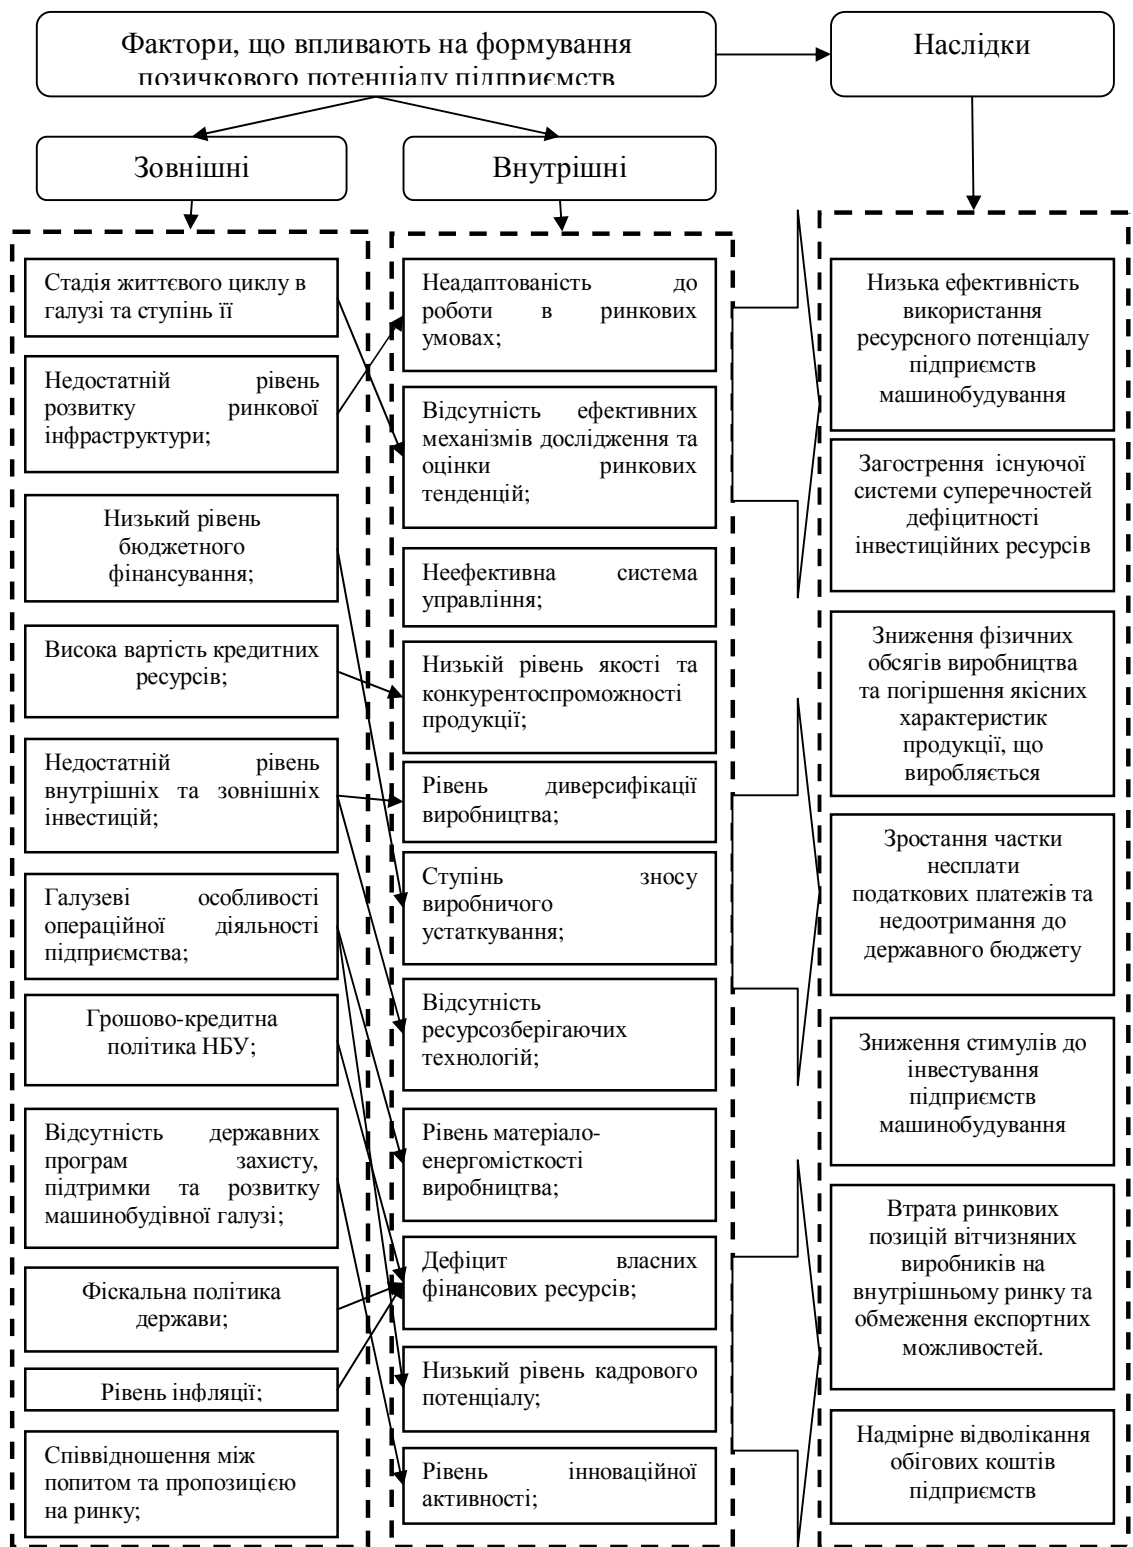 Фактори, що впливають на формування
позичкового потенціалу підприємств
Наслідки
Зовнішні
Внутрішні
Стадія життєвого циклу в
галузі та ступінь її
Недостатній рівень
розвитку ринкової
інфраструктури;
Низький рівень
бюджетного
фінансування;
Висока вартість кредитних
ресурсів;
Недостатній рівень
внутрішніх та зовнішніх
інвестицій;
Галузеві особливості
операційної діяльності
підприємства;
Грошово-кредитна
політика НБУ;
Відсутність державних
програм захисту,
підтримки та розвитку
машинобудівної галузі;
Фіскальна політика
держави;
Рівень інфляції;
Співвідношення між
попитом та пропозицією
на ринку;
Неадаптованість до
роботи в ринкових
умовах;
Відсутність ефективних
механізмів дослідження та
оцінки ринкових
тенденцій;
Неефективна система
управління;
Низькій рівень якості та
конкурентоспроможності
продукції;
Рівень диверсифікації
виробництва;
Ступінь зносу
виробничого
устаткування;
Відсутність
ресурсозберігаючих
технологій;
Рівень матеріало-
енергомісткості
виробництва;
Дефіцит власних
фінансових ресурсів;
Низький рівень кадрового
потенціалу;
Рівень інноваційної
активності;
Низька ефективність
використання
ресурсного потенціалу
підприємств
машинобудування
Загострення існуючої
системи суперечностей
дефіцитності
інвестиційних ресурсів
Зниження фізичних
обсягів виробництва
та погіршення якісних
характеристик
продукції, що
виробляється
Зростання частки
несплати
податкових платежів та
недоотримання до
державного бюджету
Зниження стимулів до
інвестування
підприємств
машинобудування
Втрата ринкових
позицій вітчизняних
виробників на
внутрішньому ринку та
обмеження експортних
можливостей.
Надмірне відволікання
обігових коштів
підприємств